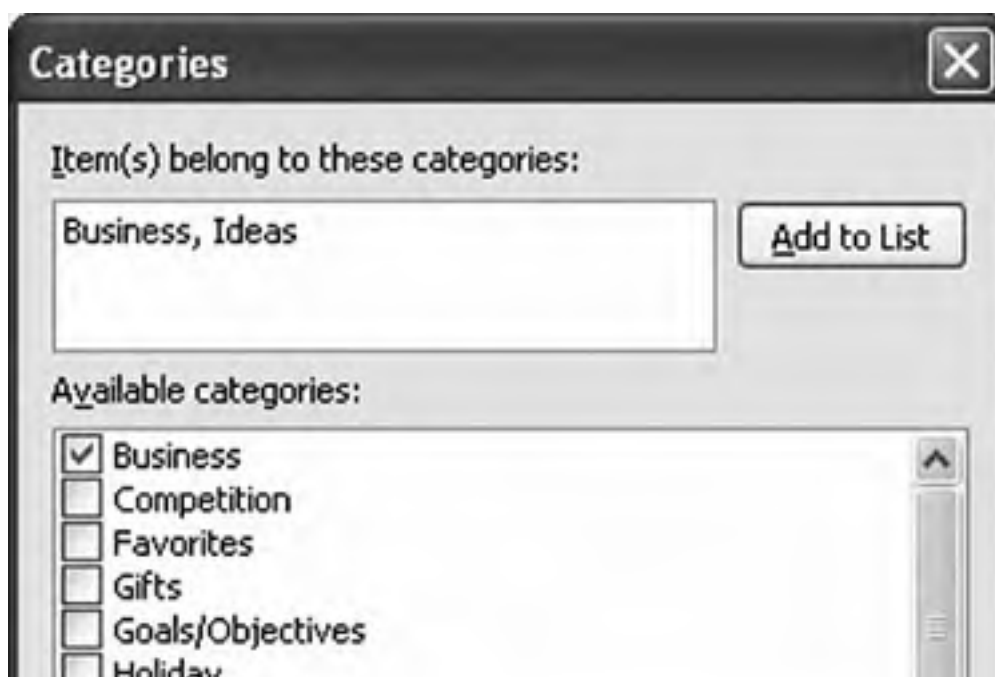 Categories
Item(s) belong to these categories:
Business, Ideas
Add to List
Available categories:
Business
Competition
Favorites
Gifts
Goals/Objectives
Holiday